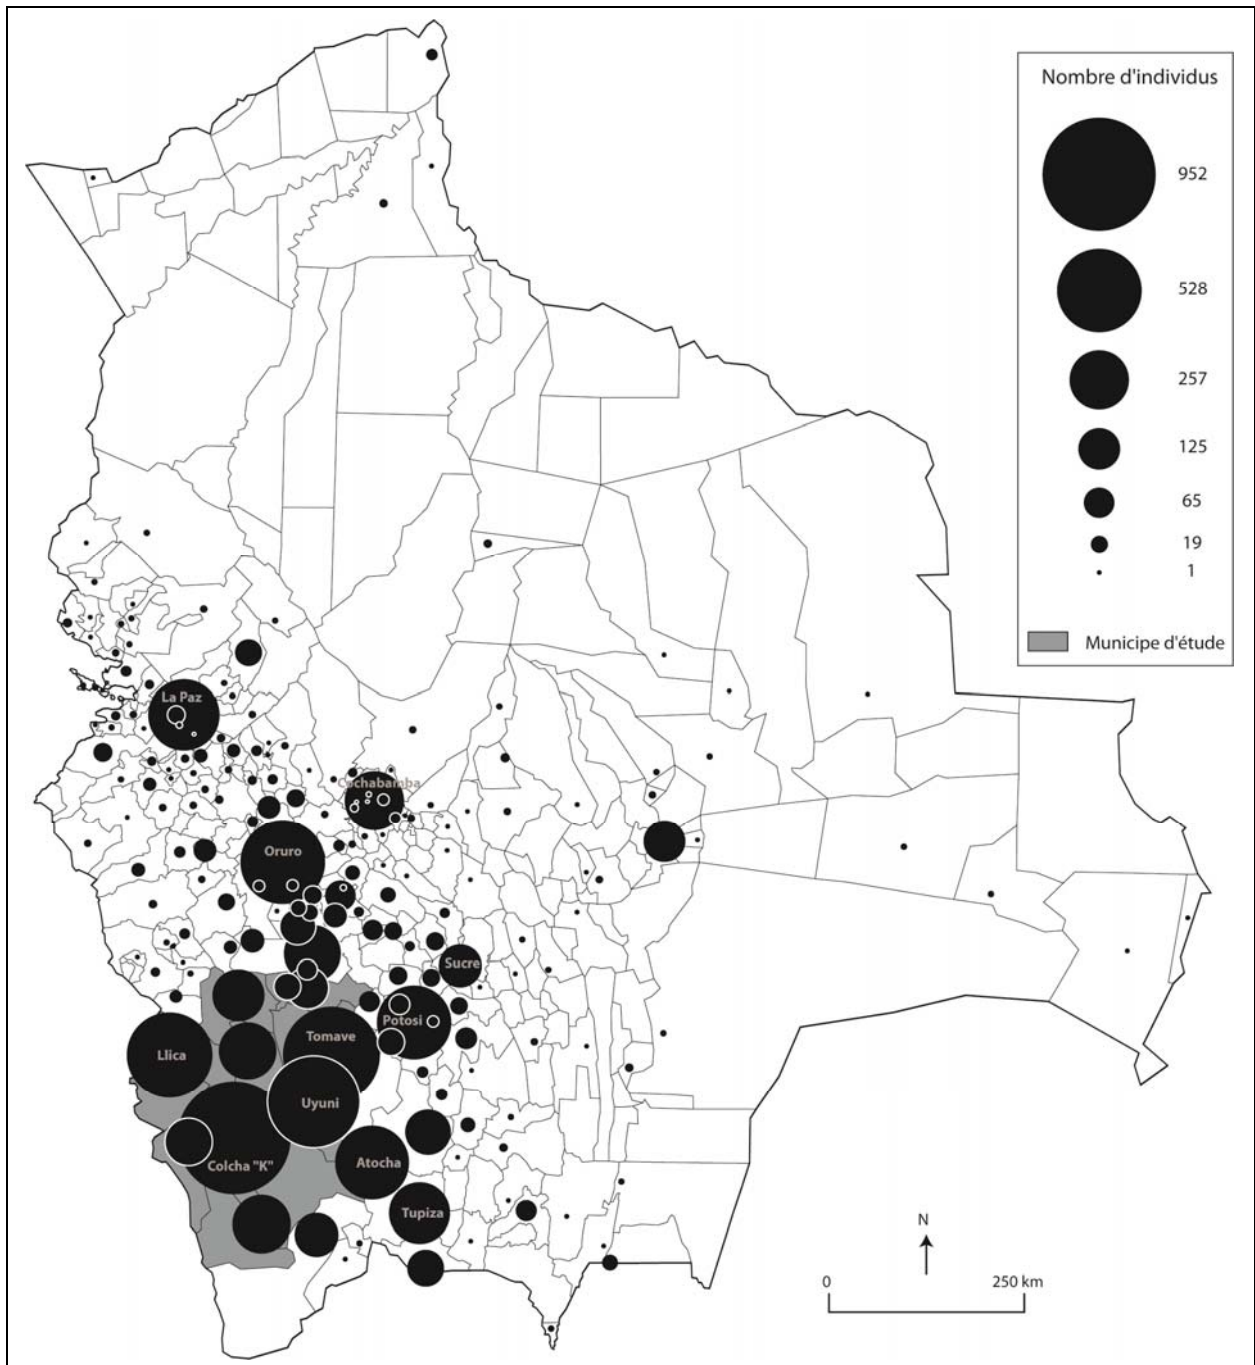 Nombre d'individus
952
528
257
125
65
19
1
Municipe d'étude
La Paz
Cochabamba
Oruro
Sucre
Potosi
Tomave
Llica
Uyuni
Colcha "K"
Atocha
Tupiza
N
0 250 km